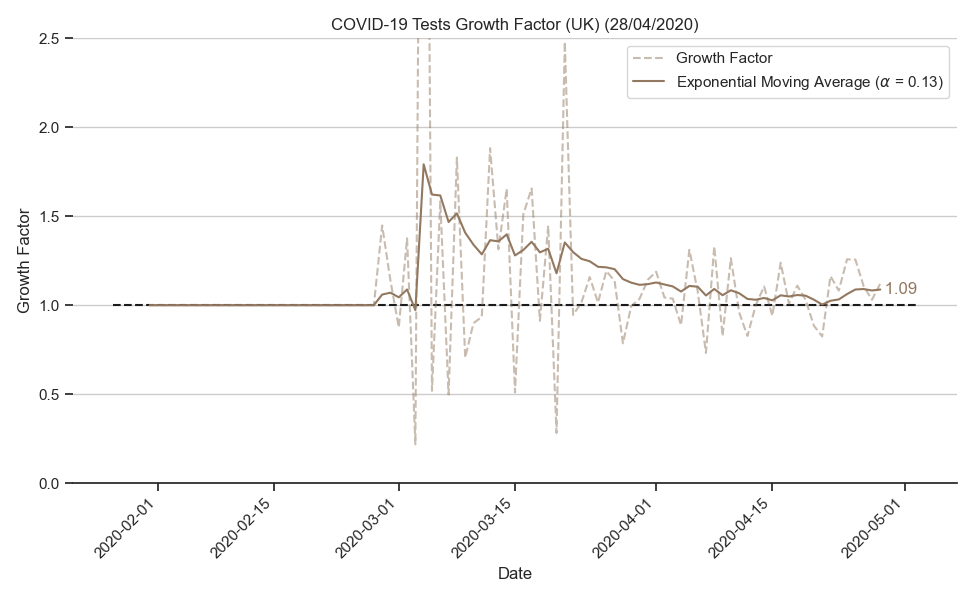 COVID-19 Tests Growth Factor (UK) (28/04/2020)
Growth Factor
Exponential Moving Average (α = 0.13)
Growth Factor
2.5
2.0
1.5
1.0
0.5
0.0
1.09
2020-02-01
2020-02-15
2020-03-01
2020-03-15
2020-04-01
2020-04-15
2020-05-01
Date